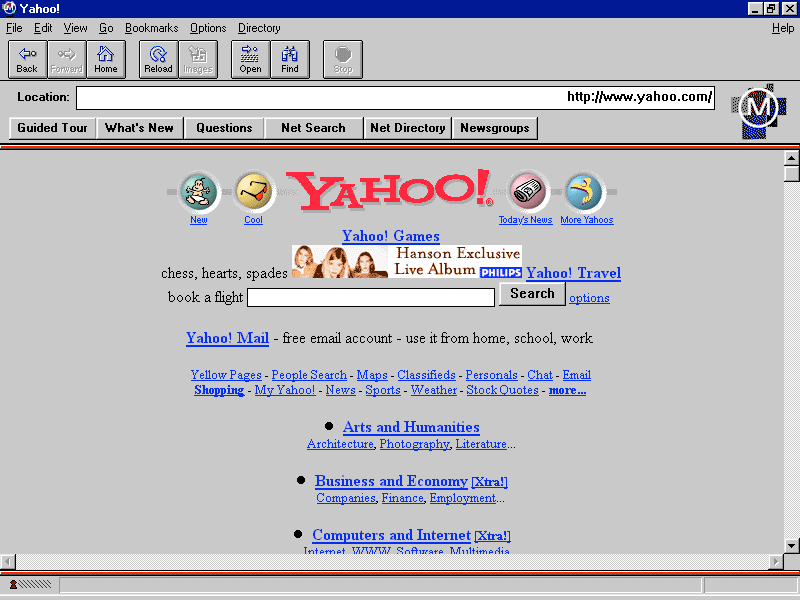 Yahoo!
File Edit View Go Bookmarks Options Directory Help
Back Forward Home Reload Images Open Find Stop
Location: http://www.yahoo.com/
M
Guided Tour What's New Questions Net Search Net Directory Newsgroups
YAHOO!®
New Cool Today's News More Yahoos
Yahoo! Games
Hanson Exclusive
Live Album PHILIPS
chess, hearts, spades Yahoo! Travel
book a flight Search options
Yahoo! Mail - free email account - use it from home, school, work
Yellow Pages - People Search - Maps - Classifieds - Personals - Chat - Email
Shopping - My Yahoo! - News - Sports - Weather - Stock Quotes - more...
Arts and Humanities
Architecture, Photography, Literature...
Business and Economy [Xtra!]
Companies, Finance, Employment...
Computers and Internet [Xtra!]
Internet, WWW, Software, Multimedia